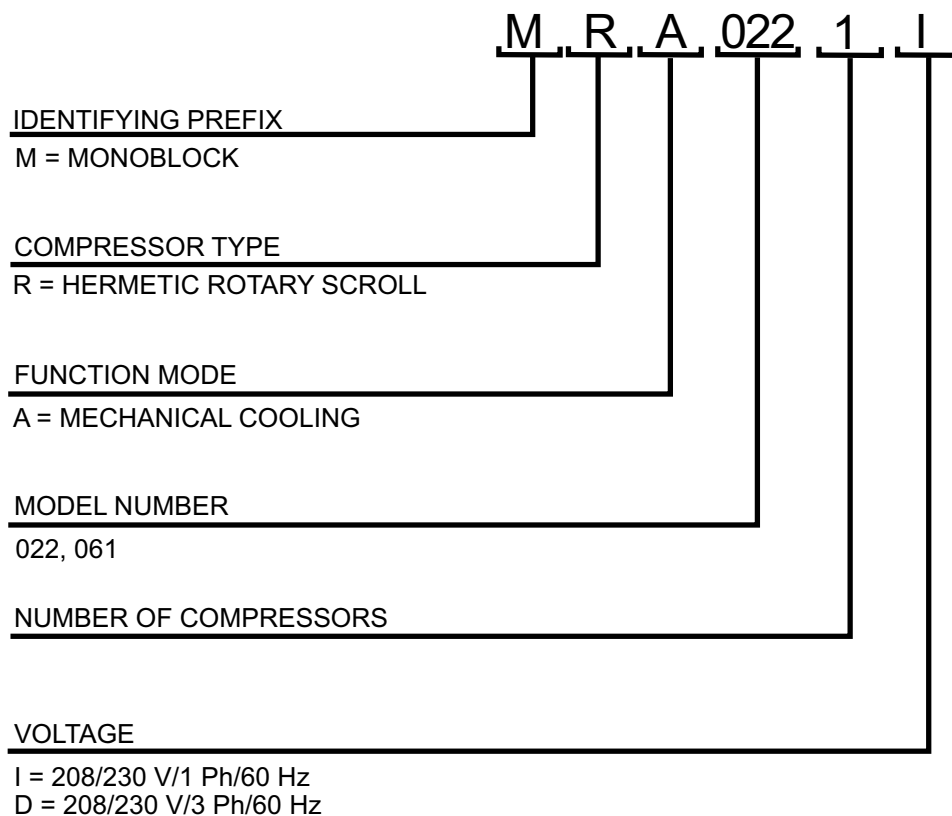 M R A 022 1 I
IDENTIFYING PREFIX
M = MONOBLOCK
COMPRESSOR TYPE
R = HERMETIC ROTARY SCROLL
FUNCTION MODE
A = MECHANICAL COOLING
MODEL NUMBER
022, 061
NUMBER OF COMPRESSORS
VOLTAGE
I = 208/230 V/1 Ph/60 Hz
D = 208/230 V/3 Ph/60 Hz